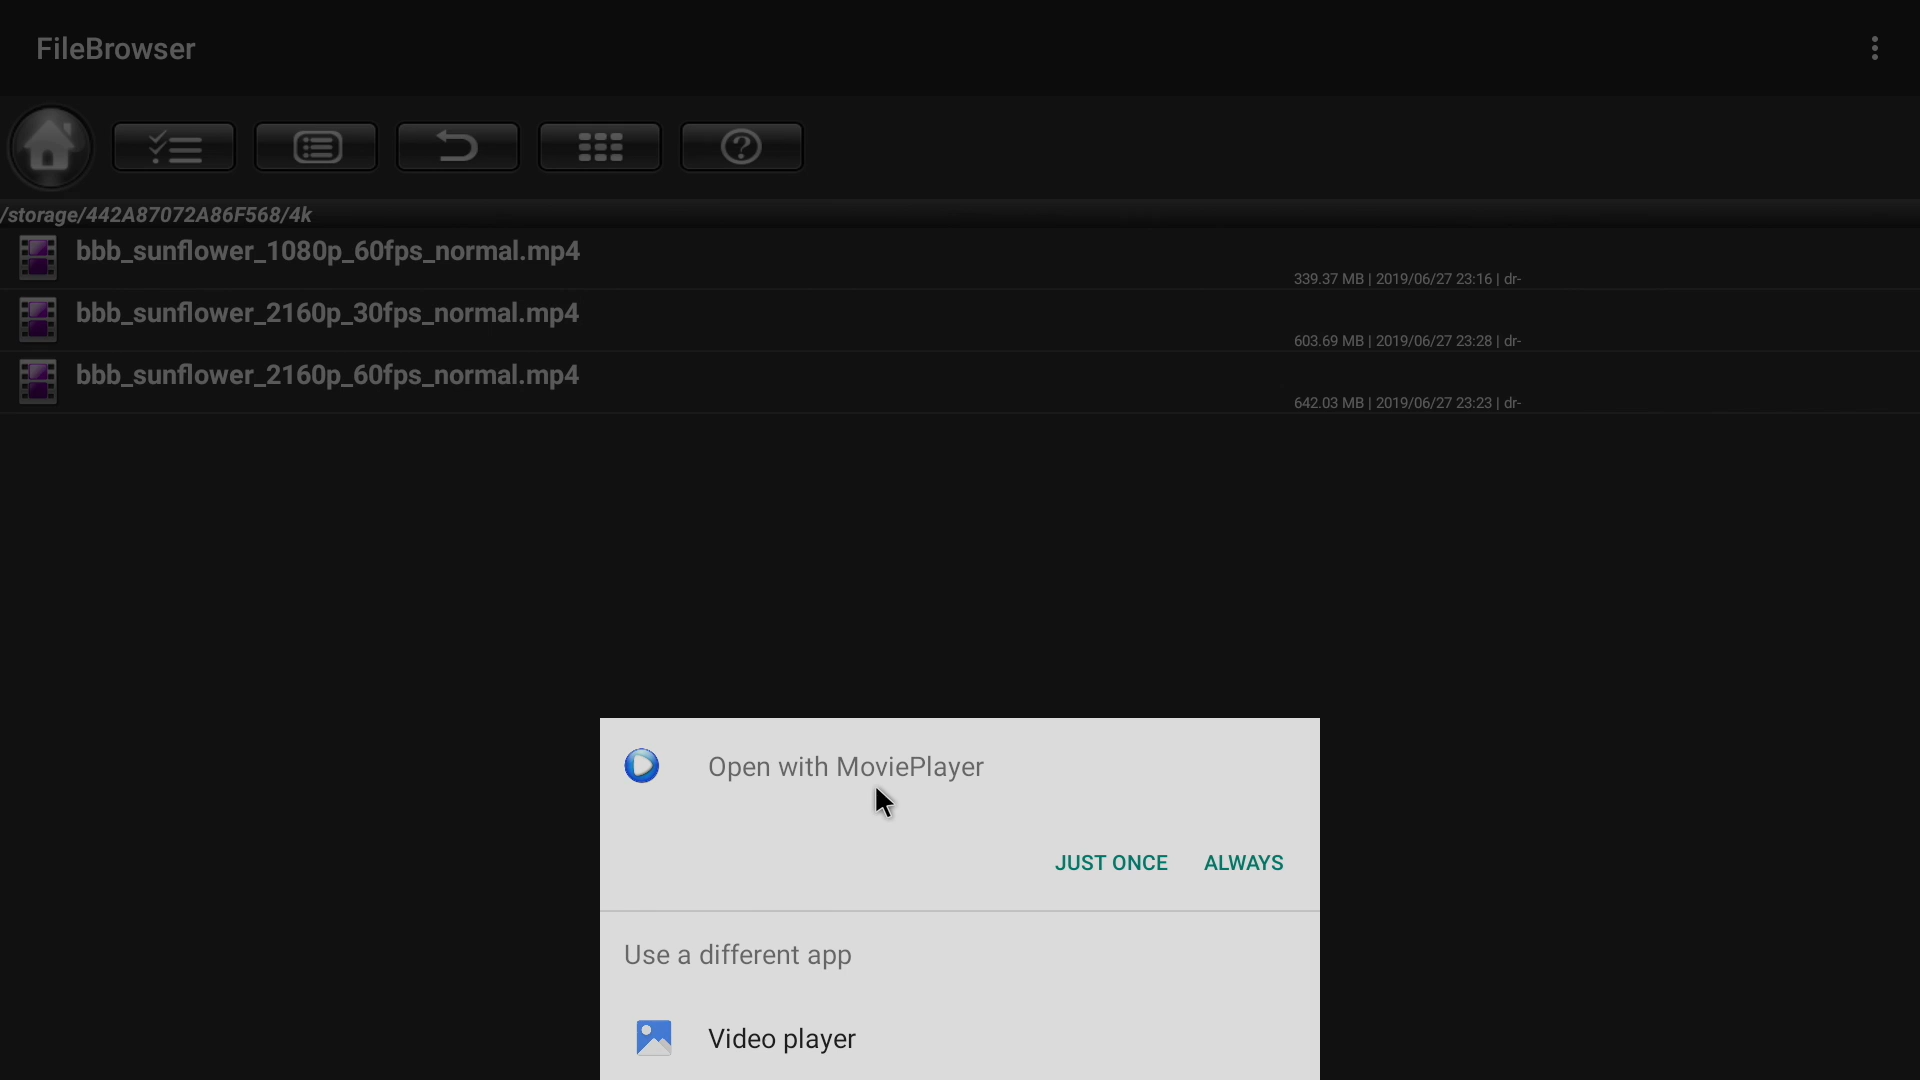 FileBrowser
/storage/442A87072A86F568/4k
bbb_sunflower_1080p_60fps_normal.mp4
339.37 MB | 2019/06/27 23:16 | dr-
bbb_sunflower_2160p_30fps_normal.mp4
603.69 MB | 2019/06/27 23:28 | dr-
bbb_sunflower_2160p_60fps_normal.mp4
642.03 MB | 2019/06/27 23:23 | dr-
Open with MoviePlayer
JUST ONCE ALWAYS
Use a different app
Video player